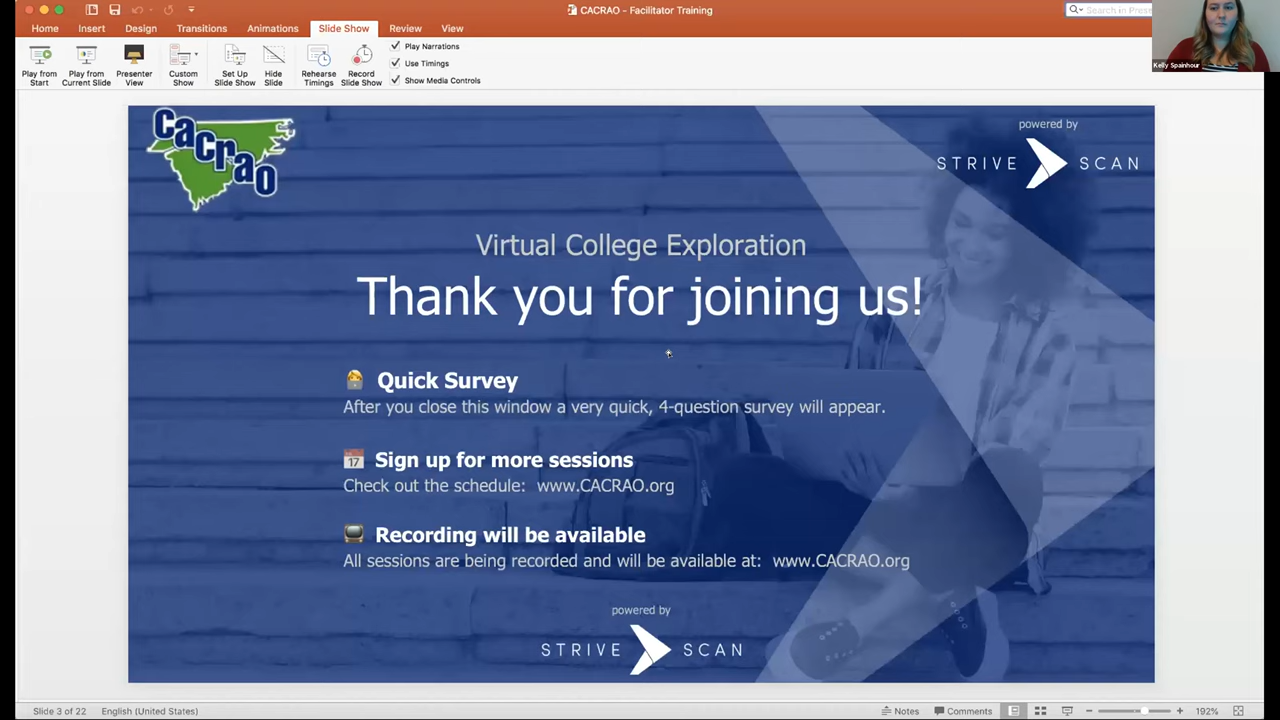 CACRAO - Facilitator Training
Search in Prese
Home Insert Design Transitions Animations Slide Show Review View
Play from Start
Play from Current Slide
Presenter View
Custom Show
Set Up Slide Show
Hide Slide
Rehearse Timings
Record Slide Show
Play Narrations
Use Timings
Show Media Controls
Kelly Spainhour
cacrao
powered by
STRIVE SCAN
Virtual College Exploration
Thank you for joining us!
Quick Survey
After you close this window a very quick, 4-question survey will appear.
17
Sign up for more sessions
Check out the schedule: www.CACRAO.org
Recording will be available
All sessions are being recorded and will be available at: www.CACRAO.org
powered by
STRIVE SCAN
Slide 3 of 22 English (United States) Notes Comments 192%